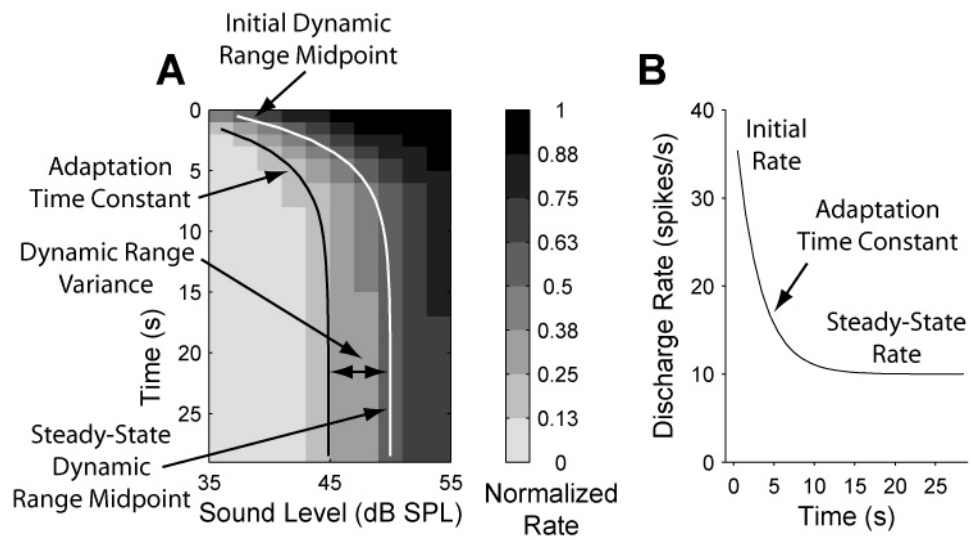 A
Initial Dynamic
Range Midpoint
Adaptation
Time Constant
Dynamic Range
Variance
Steady-State
Dynamic
Range Midpoint
Time (s)
0
5
10
15
20
25
35
45
55
Sound Level (dB SPL)
1
0.88
0.75
0.63
0.5
0.38
0.25
0.13
0
Normalized
Rate
B
Discharge Rate (spikes/s)
40
30
20
10
0
Initial
Rate
Adaptation
Time Constant
Steady-State
Rate
0
5
10
15
20
25
Time (s)